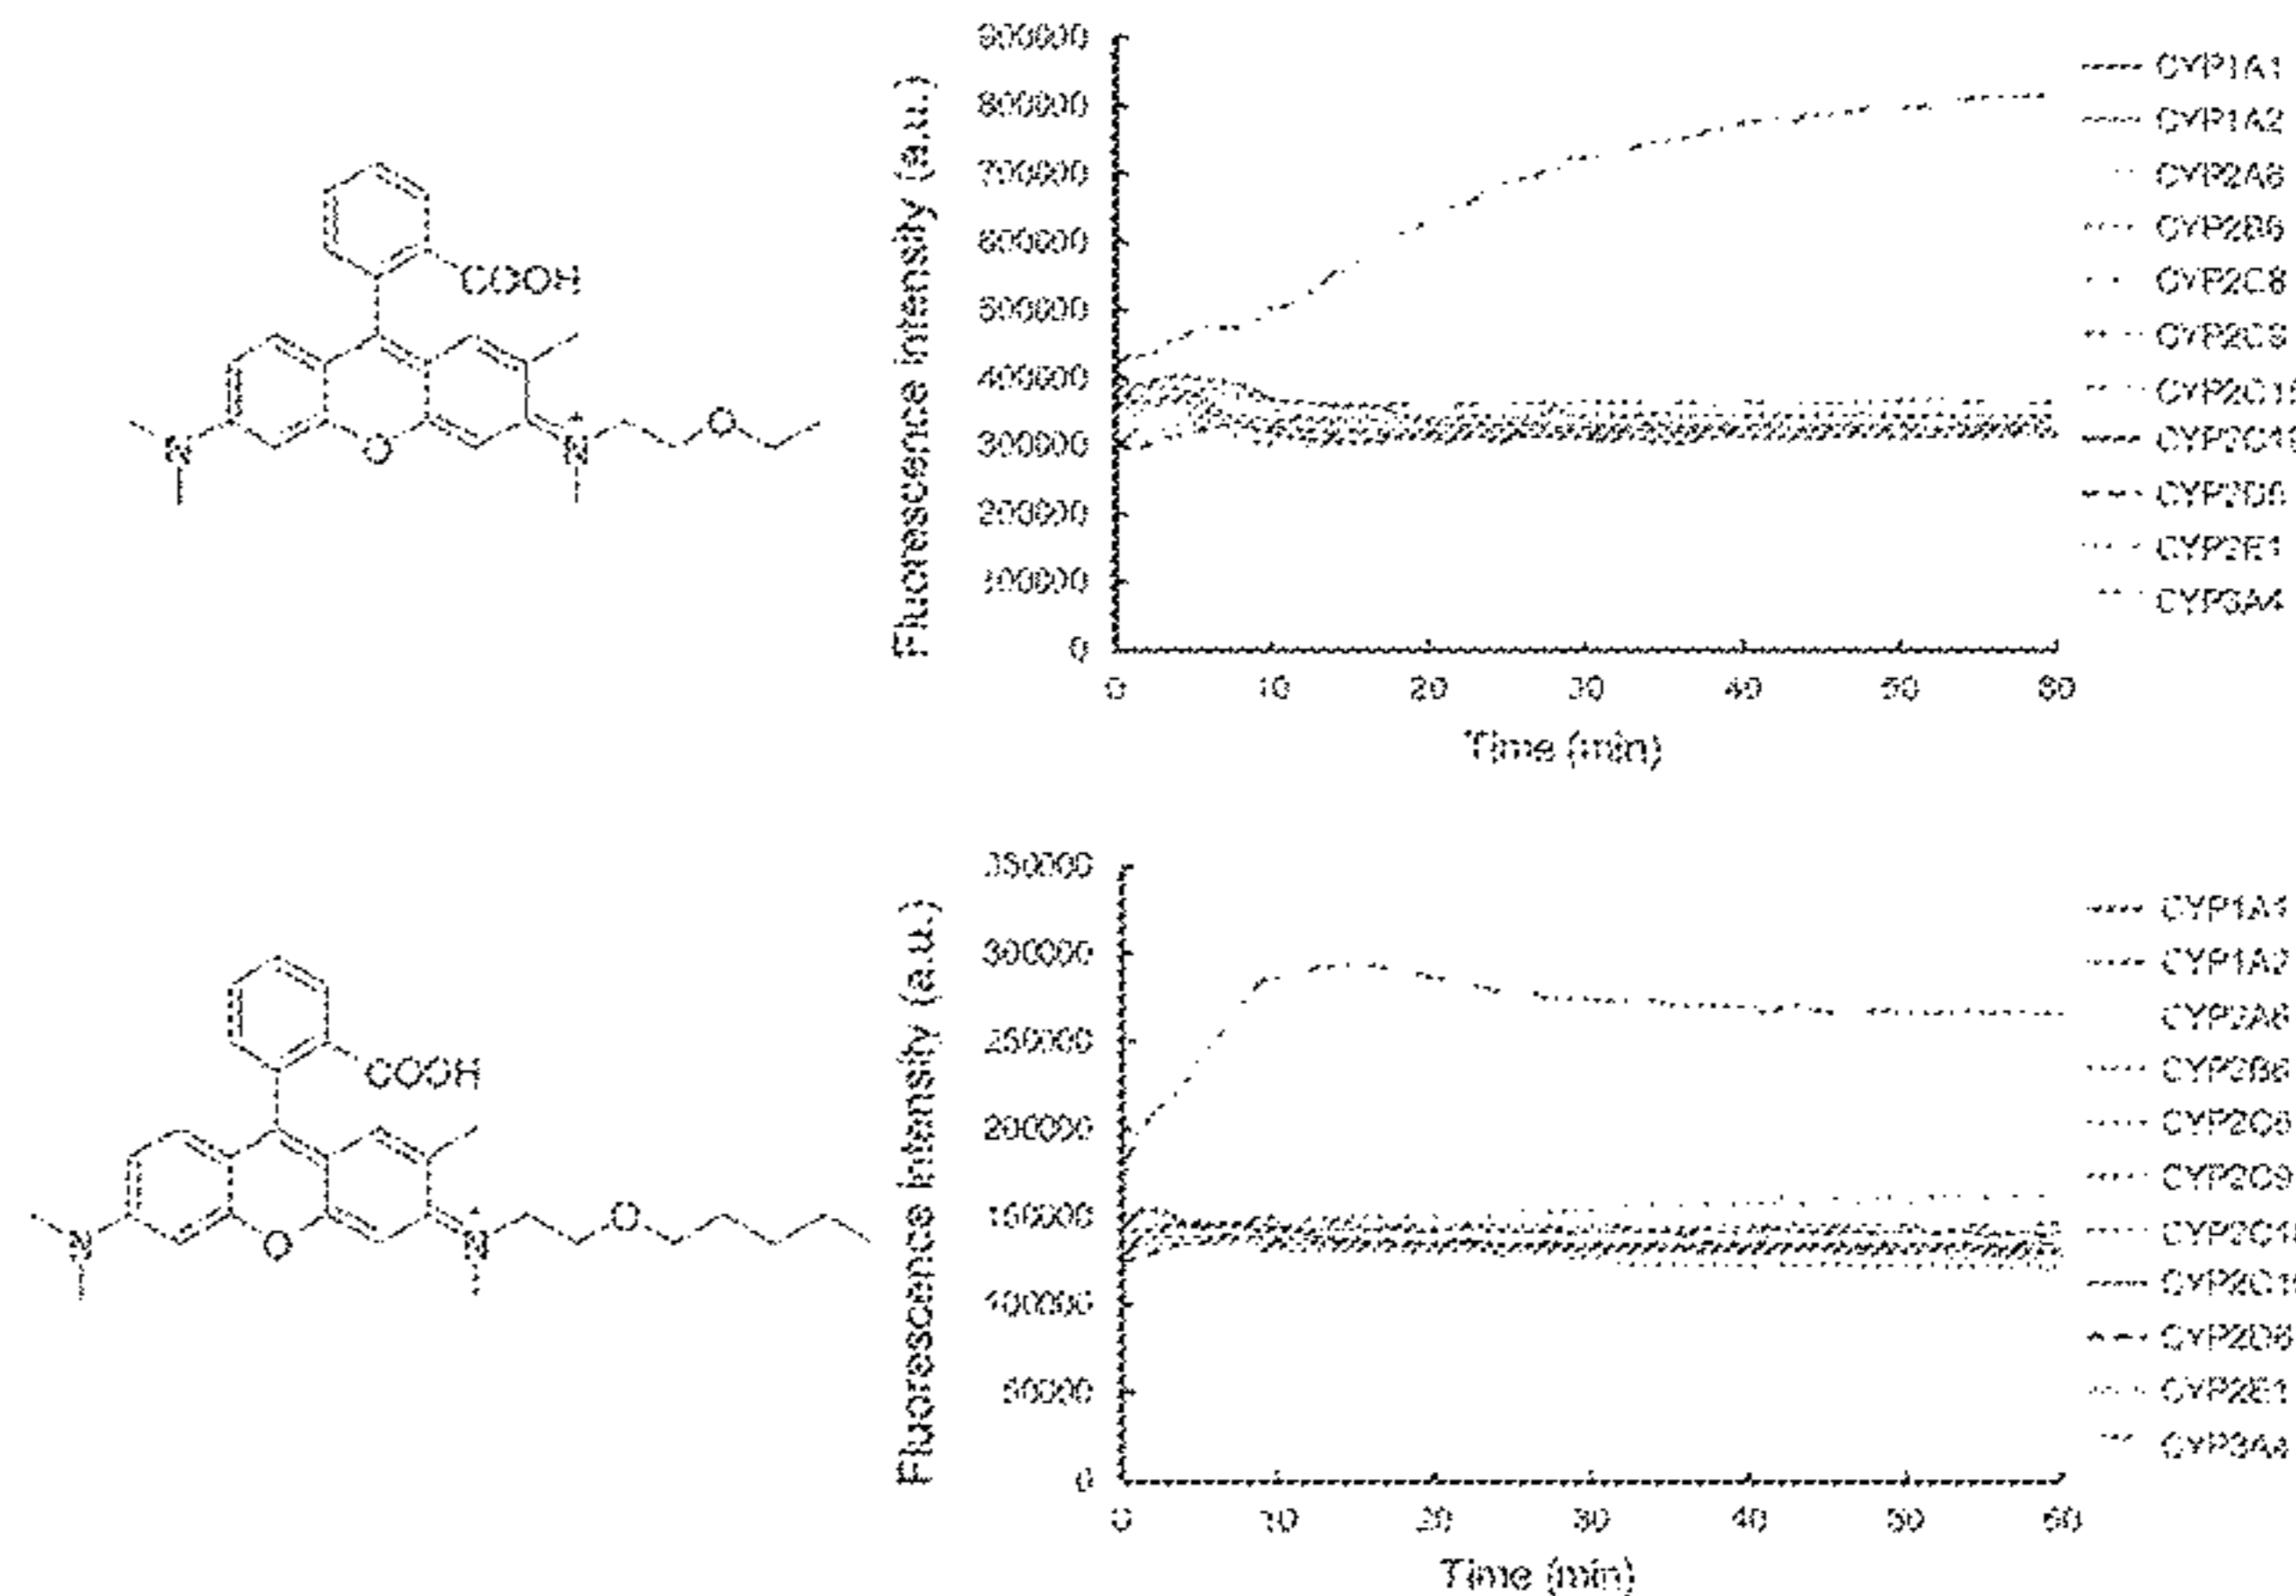 COOH
N
O
N
+
O
Fluorescence intensity (a.u.)
900000
800000
700000
600000
500000
400000
300000
200000
100000
0
0 10 20 30 40 50 60
Time (min)
CYP1A1
CYP1A2
CYP2A6
CYP2B6
CYP2C8
CYP2C9
CYP2D6
CYP2E1
CYP3A4
COOH
N
O
N
+
O
Fluorescence intensity (a.u.)
350000
300000
250000
200000
150000
100000
50000
0
0 10 20 30 40 50 60
Time (min)
CYP1A1
CYP1A2
CYP2A6
CYP2B6
CYP2C8
CYP2C9
CYP2D6
CYP2E1
CYP3A4